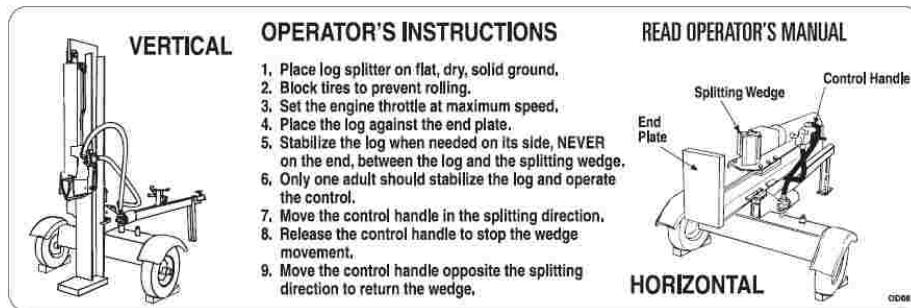 VERTICAL
OPERATOR'S INSTRUCTIONS
1. Place log splitter on flat, dry, solid ground.
2. Block tires to prevent rolling.
3. Set the engine throttle at maximum speed.
4. Place the log against the end plate.
5. Stabilize the log when needed on its side, NEVER
on the end, between the log and the splitting wedge.
6. Only one adult should stabilize the log and operate
the control.
7. Move the control handle in the splitting direction.
8. Release the control handle to stop the wedge
movement.
9. Move the control handle opposite the splitting
direction to return the wedge.
READ OPERATOR'S MANUAL
Control Handle
Splitting Wedge
End
Plate
HORIZONTAL